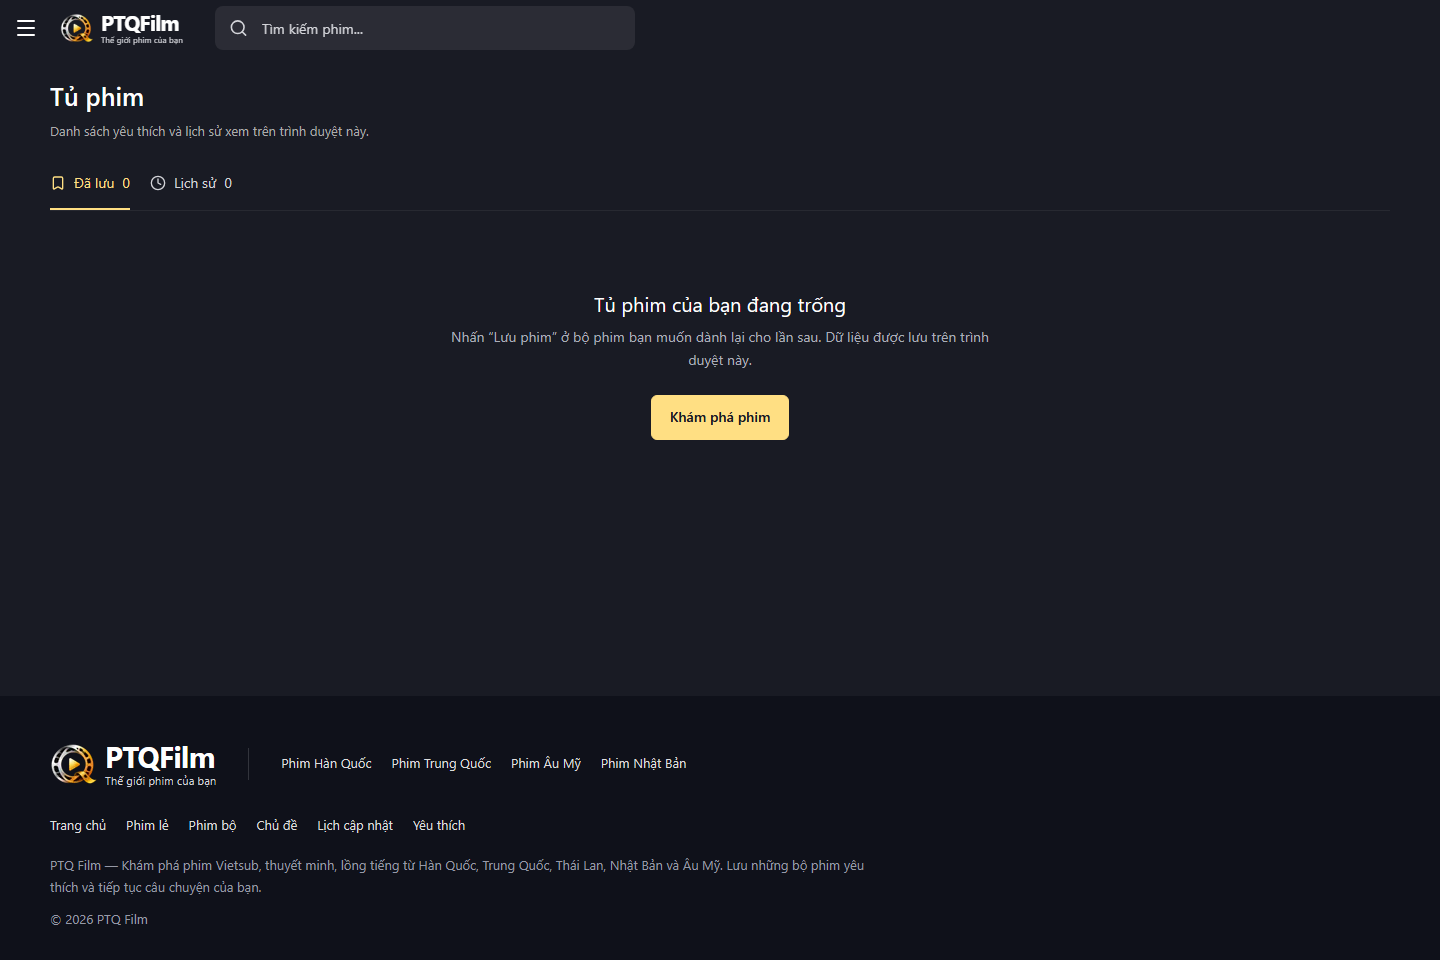 PTQFilm
Thế giới phim của bạn
Tìm kiếm phim...
Tủ phim
Danh sách yêu thích và lịch sử xem trên trình duyệt này.
Đã lưu 0 Lịch sử 0
Tủ phim của bạn đang trống
Nhấn “Lưu phim” ở bộ phim bạn muốn dành lại cho lần sau. Dữ liệu được lưu trên trình
duyệt này.
Khám phá phim
PTQFilm
Thế giới phim của bạn
Phim Hàn Quốc Phim Trung Quốc Phim Âu Mỹ Phim Nhật Bản
Trang chủ Phim lẻ Phim bộ Chủ đề Lịch cập nhật Yêu thích
PTQ Film — Khám phá phim Vietsub, thuyết minh, lồng tiếng từ Hàn Quốc, Trung Quốc, Thái Lan, Nhật Bản và Âu Mỹ. Lưu những bộ phim yêu
thích và tiếp tục câu chuyện của bạn.
© 2026 PTQ Film